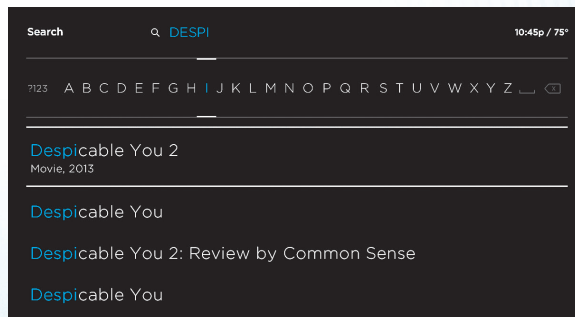 Search DESPI 10:45p / 75°
?123 A B C D E F G H I J K L M N O P Q R S T U V W X Y Z
Despicable You 2
Movie, 2013
Despicable You
Despicable You 2: Review by Common Sense
Despicable You